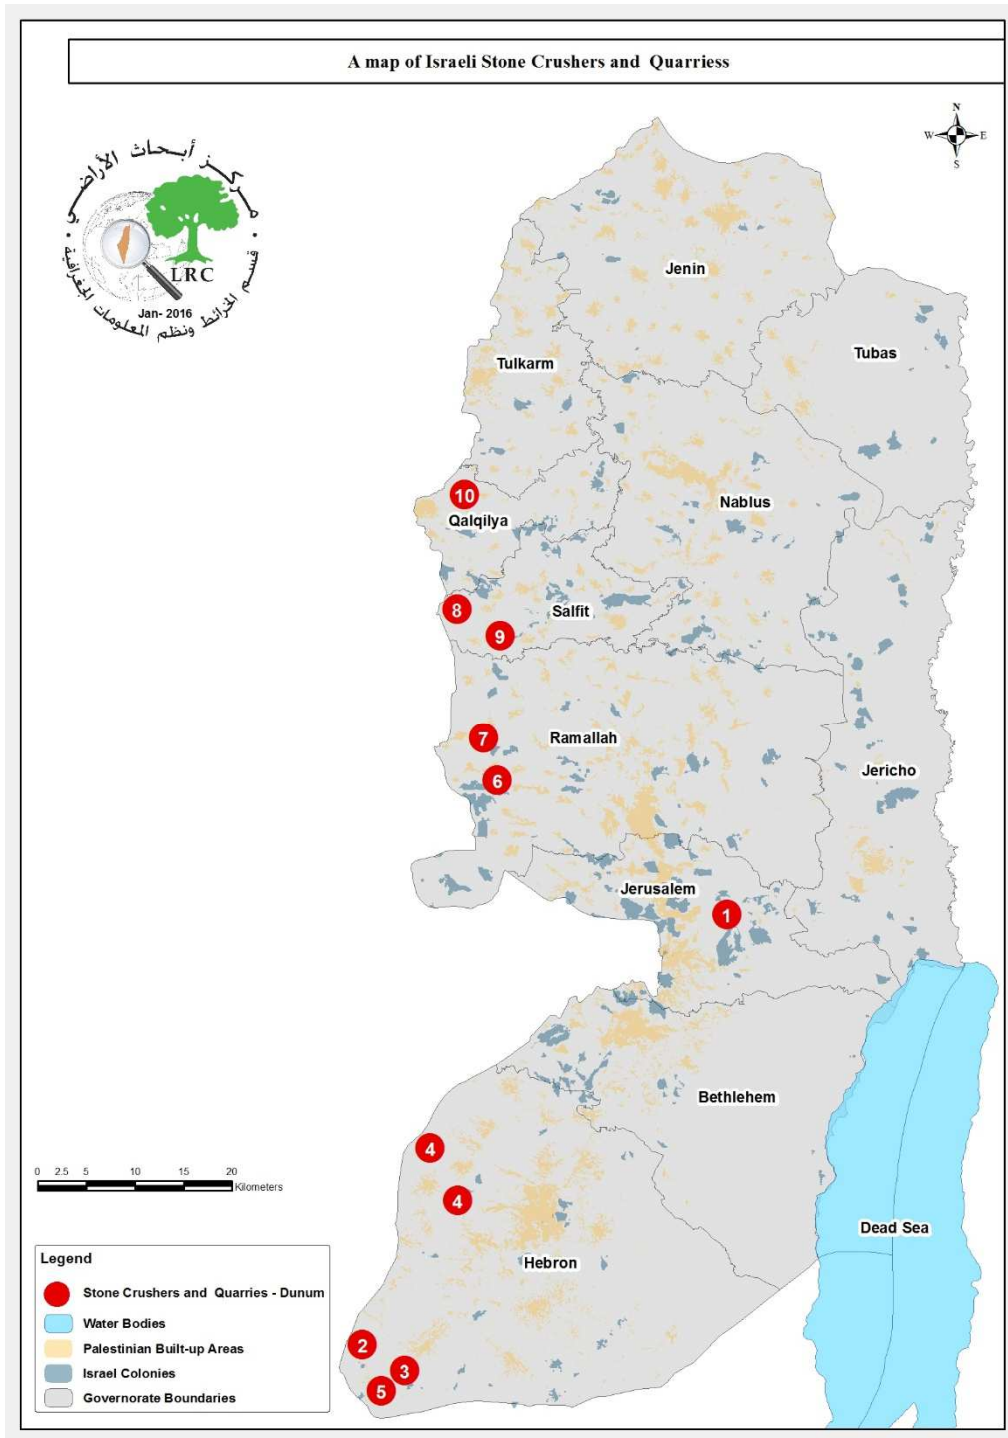 A map of Israeli Stone Crushers and Quarriess
N
W E
S
مركز أبحاث الأراضي
LRC
Jan- 2016
قسم الخرائط ونظم المعلومات الجغرافية
Jenin
Tubas
Tulkarm
10
Qalqilya
Nablus
8
Salfit
9
7
Ramallah
6
Jericho
Jerusalem
1
Bethlehem
4
4
Hebron
Dead Sea
2
3
5
0 2.5 5 10 15 20
Kilometers
Legend
Stone Crushers and Quarries - Dunum
Water Bodies
Palestinian Built-up Areas
Israel Colonies
Governorate Boundaries